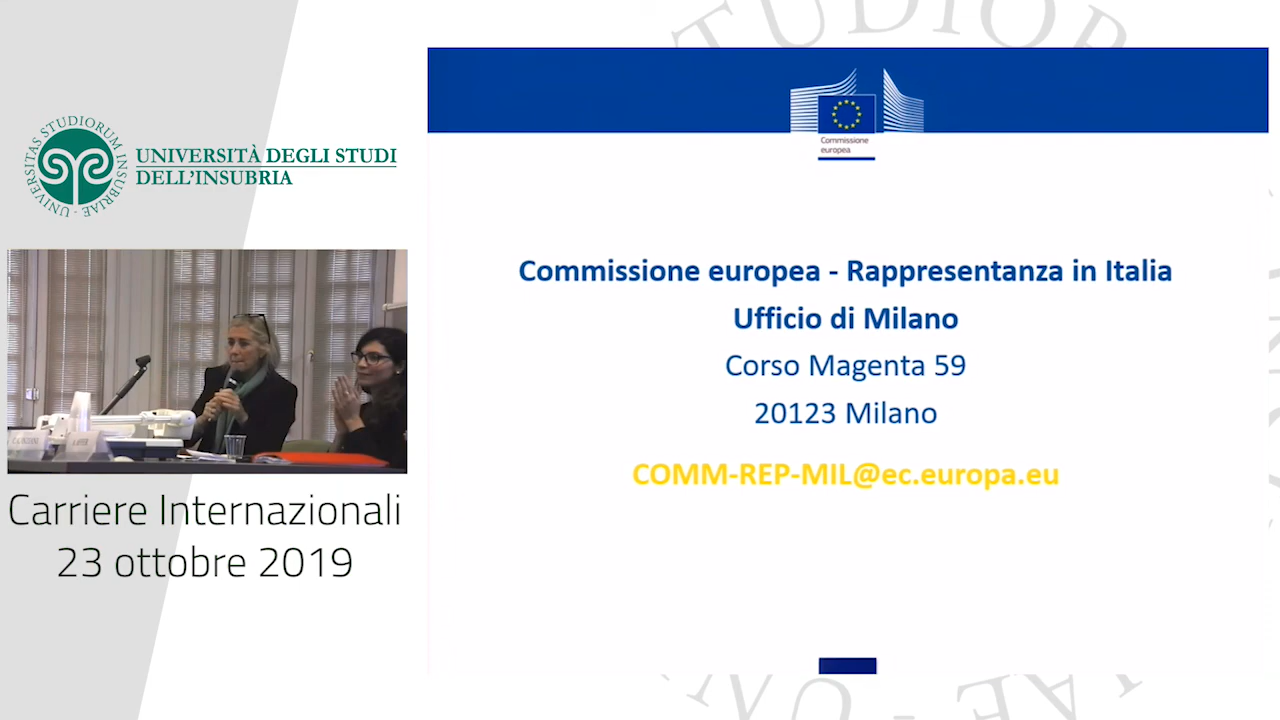 UNIVERSITAS STUDIORUM INSUBRIAE
UNIVERSITÀ DEGLI STUDI
DELL'INSUBRIA
Carriere Internazionali
23 ottobre 2019
Commissione
europea
Commissione europea - Rappresentanza in Italia
Ufficio di Milano
Corso Magenta 59
20123 Milano
COMM-REP-MIL@ec.europa.eu